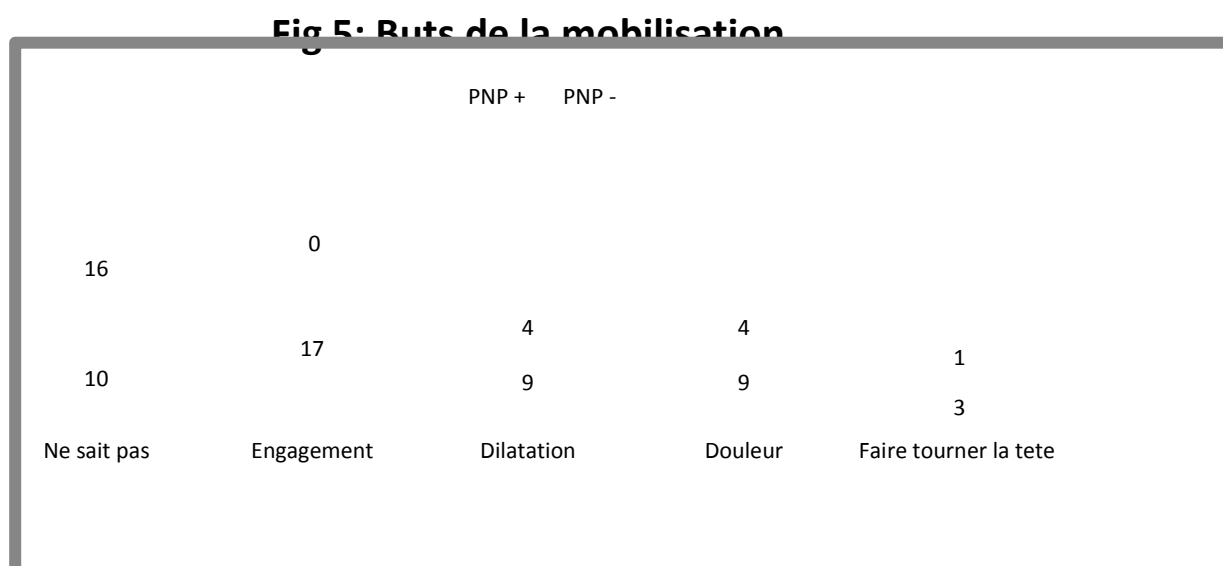 Fig 5: Buts de la mobilisation
PNP + PNP -
0
16
4 4
17
1
10
9 9
3
Ne sait pas Engagement Dilatation Douleur Faire tourner la tete